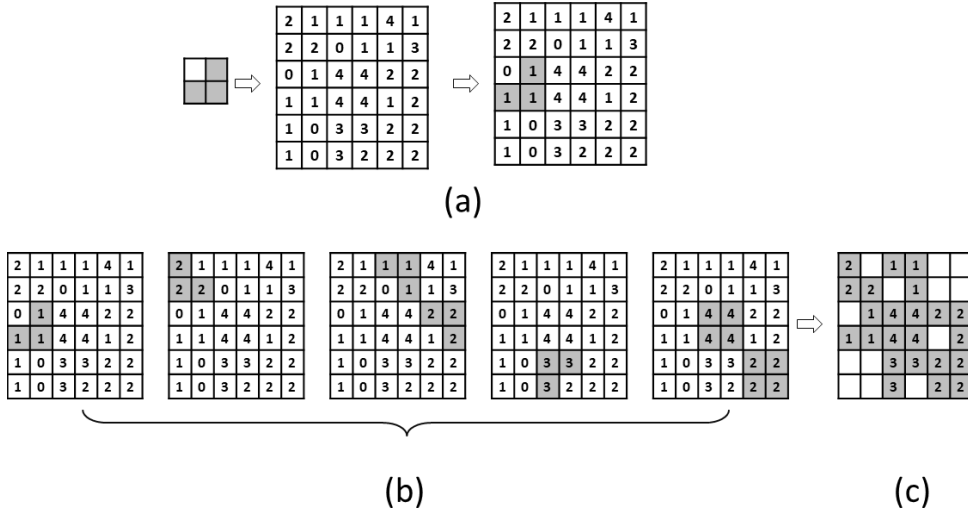 2 1 1 1 4 1
2 2 0 1 1 3
0 1 4 4 2 2
1 1 4 4 1 2
1 0 3 3 2 2
1 0 3 2 2 2
2 1 1 1 4 1
2 2 0 1 1 3
0 1 4 4 2 2
1 1 4 4 1 2
1 0 3 3 2 2
1 0 3 2 2 2
(a)
2 1 1 1 4 1
2 2 0 1 1 3
0 1 4 4 2 2
1 1 4 4 1 2
1 0 3 3 2 2
1 0 3 2 2 2
2 1 1 1 4 1
2 2 0 1 1 3
0 1 4 4 2 2
1 1 4 4 1 2
1 0 3 3 2 2
1 0 3 2 2 2
2 1 1 1 4 1
2 2 0 1 1 3
0 1 4 4 2 2
1 1 4 4 1 2
1 0 3 3 2 2
1 0 3 2 2 2
2 1 1 1 4 1
2 2 0 1 1 3
0 1 4 4 2 2
1 1 4 4 1 2
1 0 3 3 2 2
1 0 3 2 2 2
2 1 1 1 4 1
2 2 0 1 1 3
0 1 4 4 2 2
1 1 4 4 1 2
1 0 3 3 2 2
1 0 3 2 2 2
2 1 1
2 2 1
1 4 4 2 2
1 1 4 4 2
3 3 2 2
3 2 2
(b)
(c)